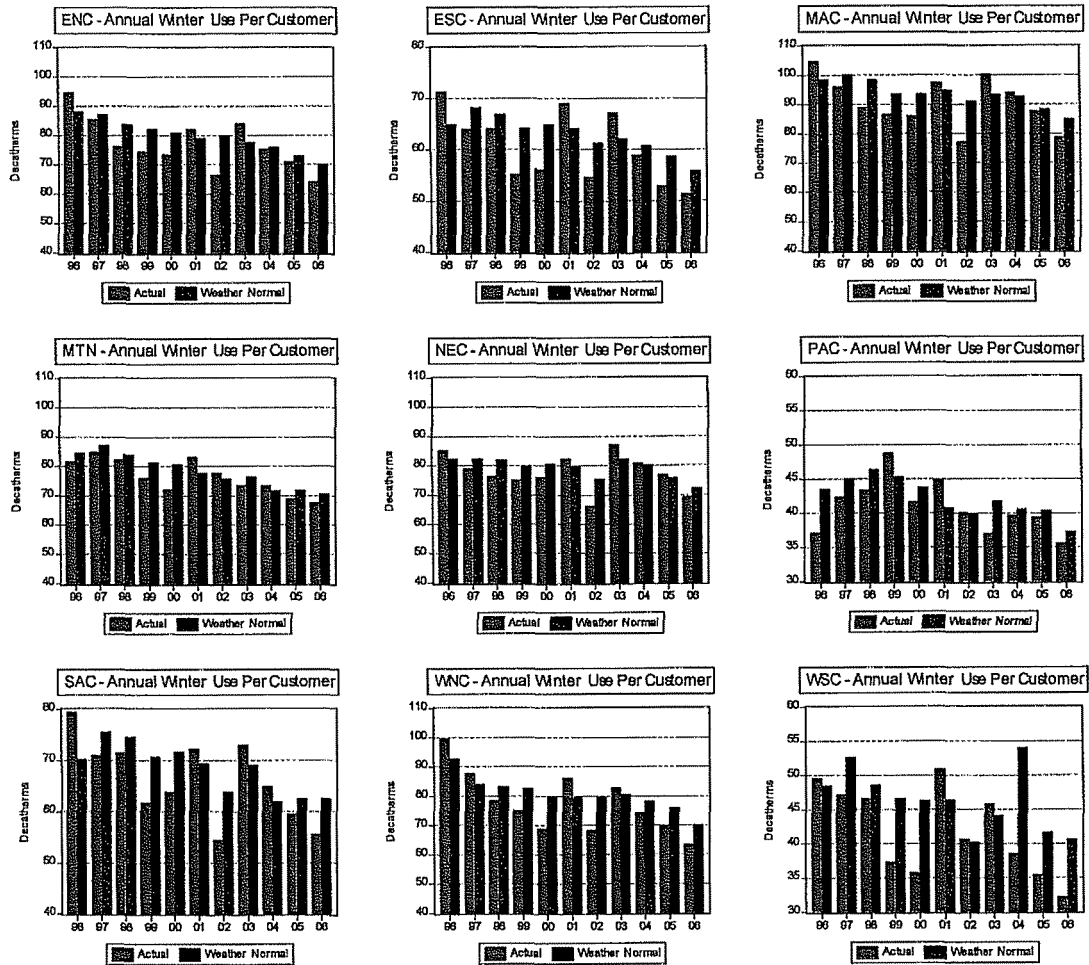 ENC - Annual Winter Use Per Customer
110
100
90
80
70
60
50
40
Decatherms
96 97 98 99 00 01 02 03 04 05 06
Actual Weather Normal
ESC - Annual Winter Use Per Customer
80
70
60
50
40
Decatherms
96 97 98 99 00 01 02 03 04 05 06
Actual Weather Normal
MAC - Annual Winter Use Per Customer
110
100
90
80
70
60
50
40
Decatherms
96 97 98 99 00 01 02 03 04 05 06
Actual Weather Normal
MTN - Annual Winter Use Per Customer
110
100
90
80
70
60
50
40
Decatherms
96 97 98 99 00 01 02 03 04 05 06
Actual Weather Normal
NEC - Annual Winter Use Per Customer
110
100
90
80
70
60
50
40
Decatherms
96 97 98 99 00 01 02 03 04 05 06
Actual Weather Normal
PAC - Annual Winter Use Per Customer
60
55
50
45
40
35
30
Decatherms
96 97 98 99 00 01 02 03 04 05 06
Actual Weather Normal
SAC - Annual Winter Use Per Customer
80
70
60
50
40
Decatherms
96 97 98 99 00 01 02 03 04 05 06
Actual Weather Normal
WNC - Annual Winter Use Per Customer
110
100
90
80
70
60
50
40
Decatherms
96 97 98 99 00 01 02 03 04 05 06
Actual Weather Normal
WSC - Annual Winter Use Per Customer
60
55
50
45
40
35
30
Decatherms
96 97 98 99 00 01 02 03 04 05 06
Actual Weather Normal